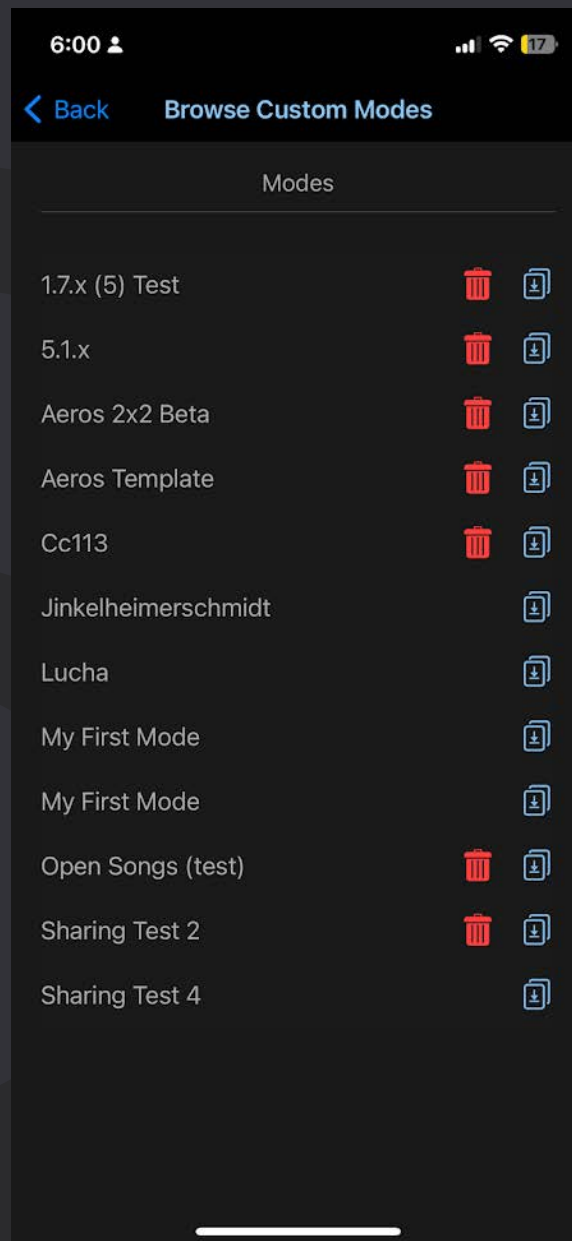 6:00
17
Back Browse Custom Modes
Modes
1.7.x (5) Test
5.1.x
Aeros 2x2 Beta
Aeros Template
Cc113
Jinkelheimerschmidt
Lucha
My First Mode
My First Mode
Open Songs (test)
Sharing Test 2
Sharing Test 4